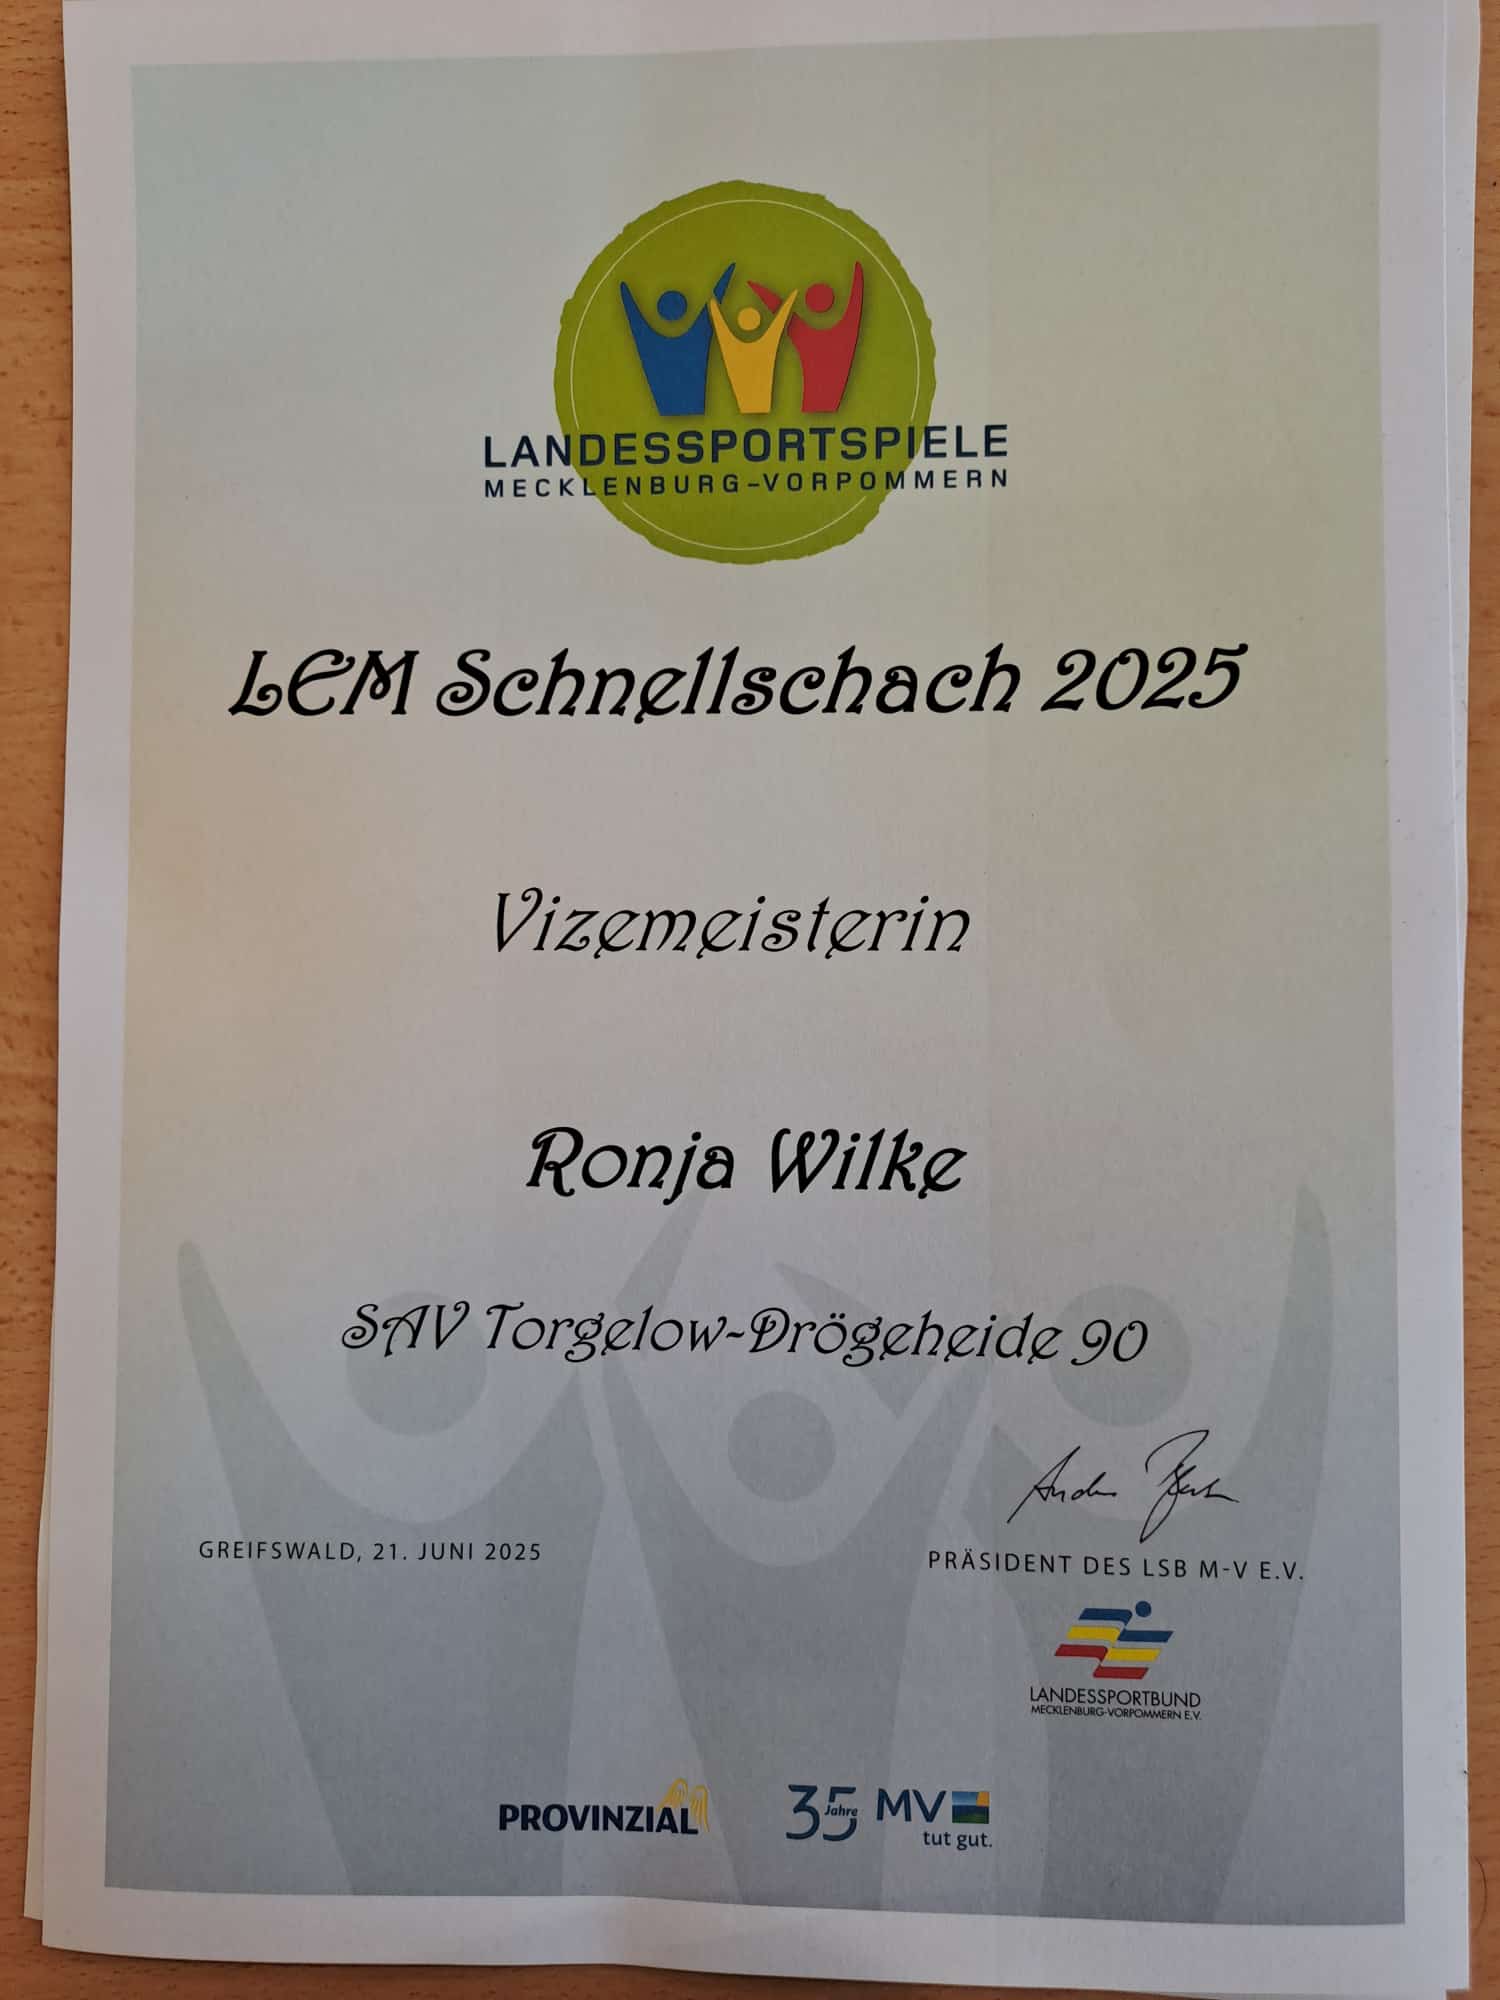 LANDESSPORTSPIELE
MECKLENBURG-VORPOMMERN
LEM Schnellschach 2025
Vizemeisterin
Ronja Wilke
SAV Torgelow-Drögeheide 90
GREIFSWALD, 21. JUNI 2025
PRÄSIDENT DES LSB M-V E.V.
LANDESSPORTBUND
MECKLENBURG-VORPOMMERN E.V.
PROVINZIAL
35 Jahre MV
tut gut.